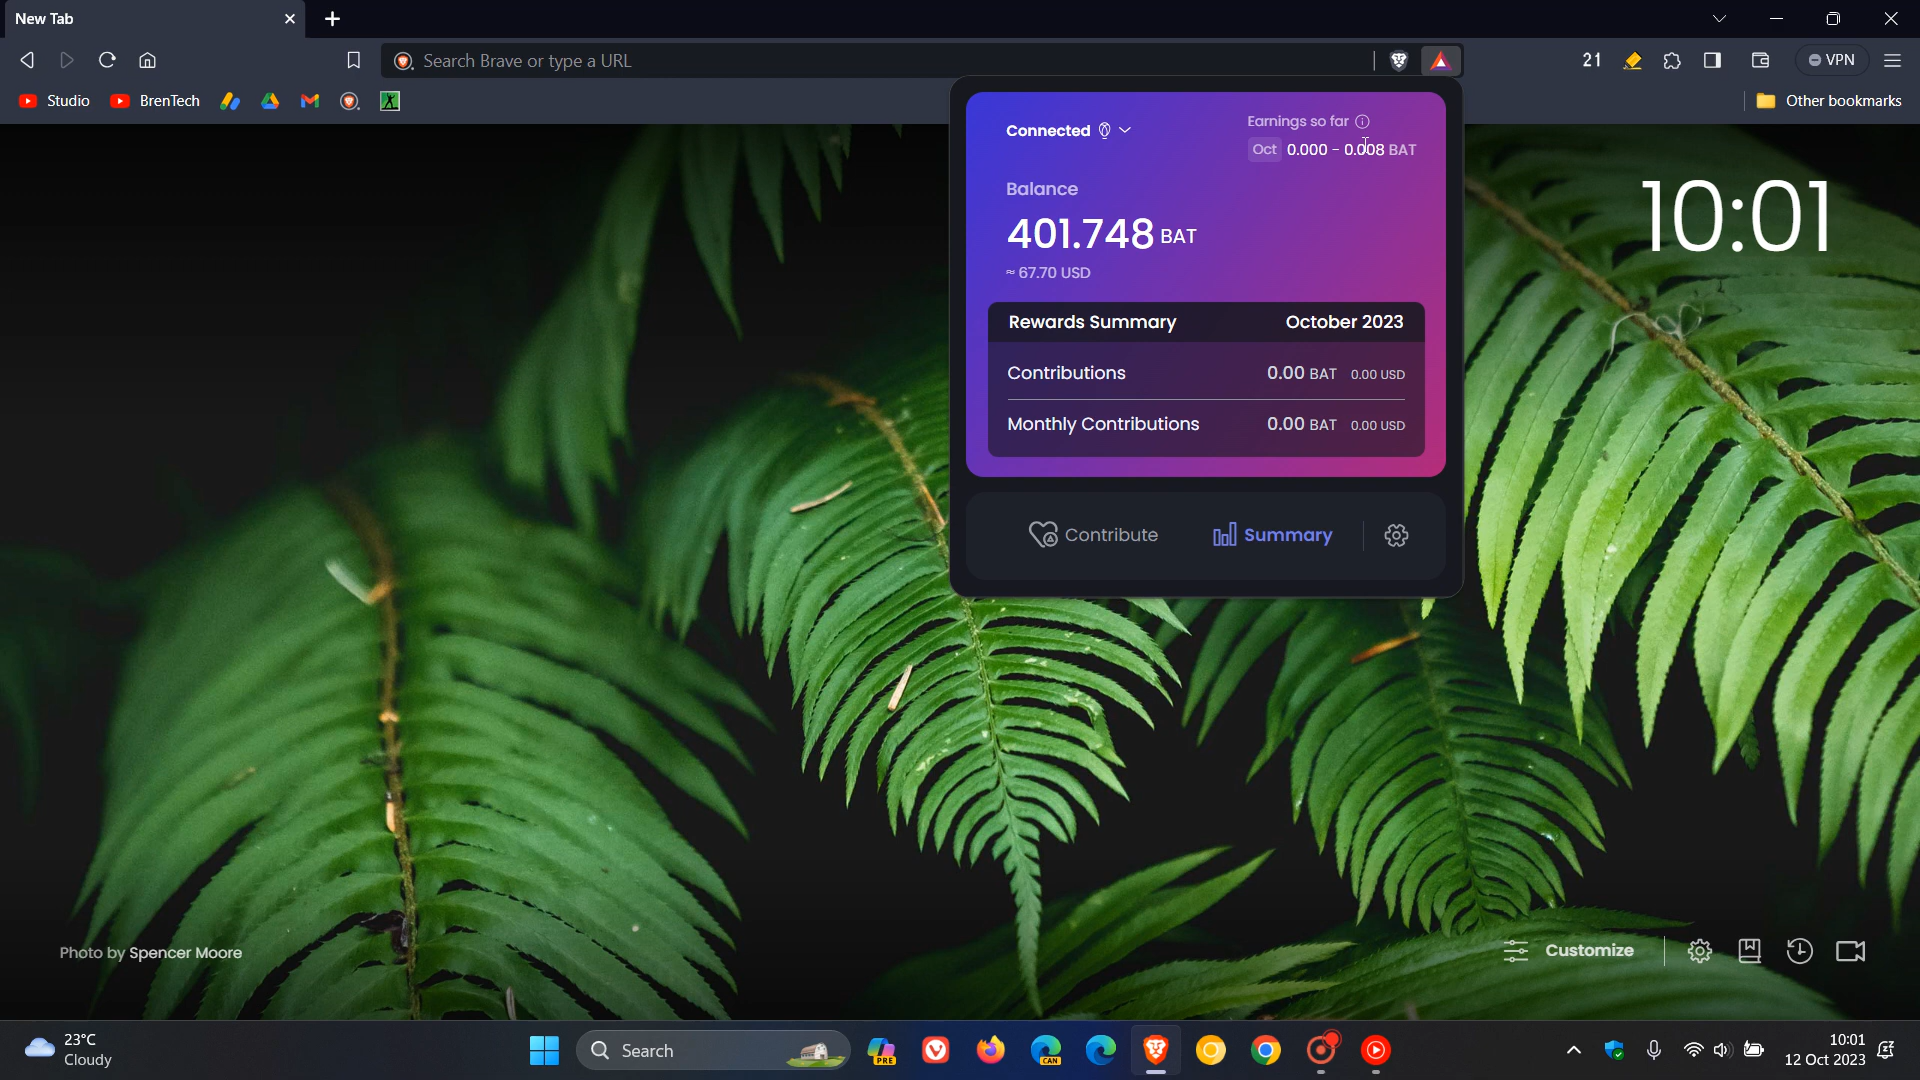 New Tab
Search Brave or type a URL
21
VPN
Studio
BrenTech
Other bookmarks
Connected
Earnings so far
Oct 0.000 - 0.008 BAT
Balance
401.748 BAT
≈ 67.70 USD
Rewards Summary October 2023
Contributions 0.00 BAT 0.00 USD
Monthly Contributions 0.00 BAT 0.00 USD
Contribute
Summary
10:01
Photo by Spencer Moore
Customize
23°C
Cloudy
Search
PRE
CAN
10:01
12 Oct 2023